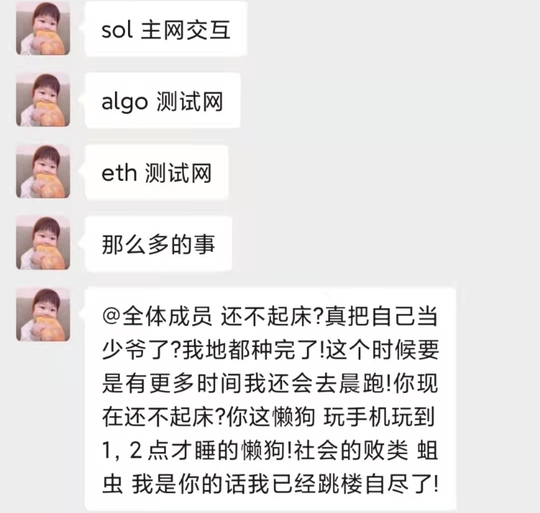 sol 主网交互
algo 测试网
eth 测试网
那么多的事
@全体成员 还不起床?真把自己当
少爷了?我地都种完了!这个时候要
是有更多时间我还会去晨跑!你现
在还不起床?你这懒狗 玩手机玩到
1, 2点才睡的懒狗!社会的败类 蛆
虫 我是你的话我已经跳楼自尽了!